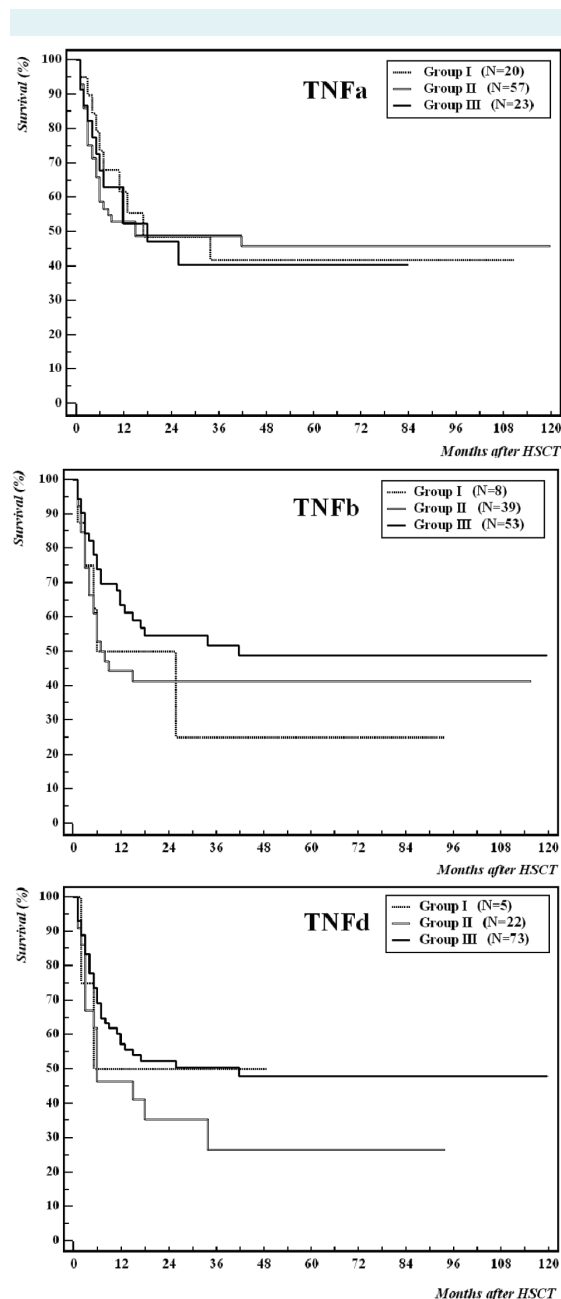 TNFa
Group I (N=20)
Group II (N=57)
Group III (N=23)
Survival (%)
100
90
80
70
60
50
40
30
20
10
0
0 12 24 36 48 60 72 84 96 108 120
Months after HSCT
TNFb
Group I (N=8)
Group II (N=39)
Group III (N=53)
Survival (%)
100
90
80
70
60
50
40
30
20
10
0
0 12 24 36 48 60 72 84 96 108 120
Months after HSCT
TNFd
Group I (N=5)
Group II (N=22)
Group III (N=73)
Survival (%)
100
90
80
70
60
50
40
30
20
10
0
0 12 24 36 48 60 72 84 96 108 120
Months after HSCT